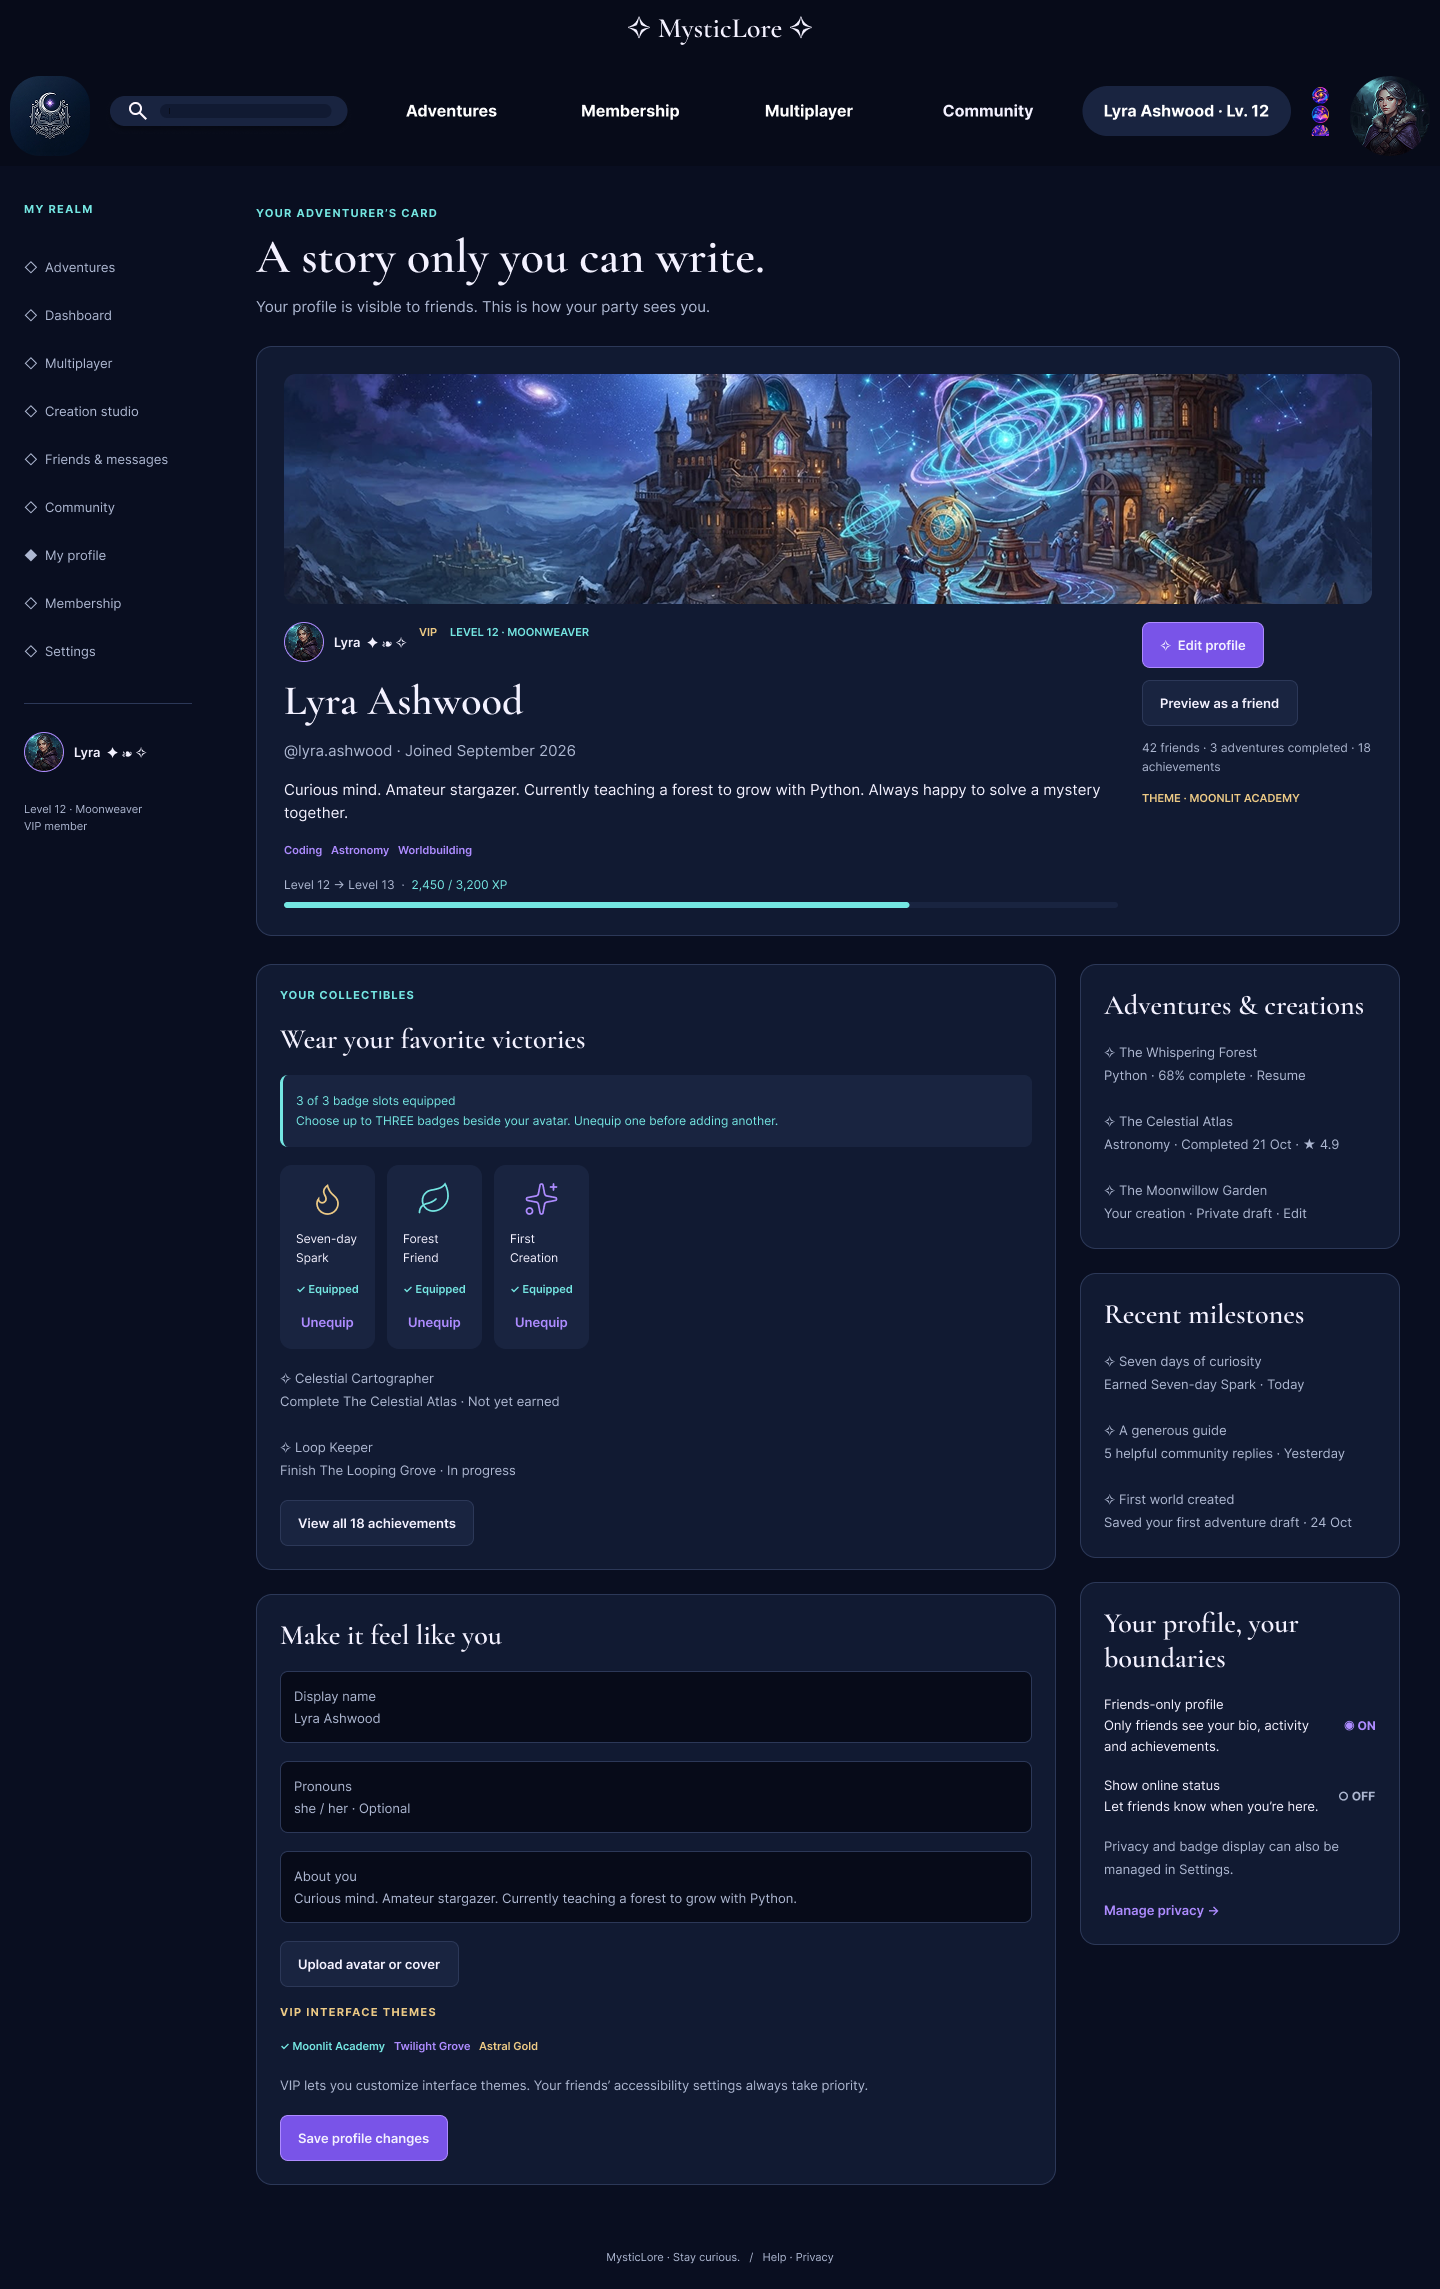 ✧ MysticLore ✧
Adventures
Membership
Multiplayer
Community
Lyra Ashwood · Lv. 12
MY REALM
◇ Adventures
◇ Dashboard
◇ Multiplayer
◇ Creation studio
◇ Friends & messages
◇ Community
◆ My profile
◇ Membership
◇ Settings
Lyra ✦ ❧ ✧
Level 12 · Moonweaver
VIP member
YOUR ADVENTURER’S CARD
A story only you can write.
Your profile is visible to friends. This is how your party sees you.
Lyra ✦ ❧ ✧ VIP LEVEL 12 · MOONWEAVER
Lyra Ashwood
@lyra.ashwood · Joined September 2026
Curious mind. Amateur stargazer. Currently teaching a forest to grow with Python. Always happy to solve a mystery
together.
Coding Astronomy Worldbuilding
Level 12 → Level 13 · 2,450 / 3,200 XP
✧ Edit profile
Preview as a friend
42 friends · 3 adventures completed · 18
achievements
THEME · MOONLIT ACADEMY
YOUR COLLECTIBLES
Wear your favorite victories
3 of 3 badge slots equipped
Choose up to THREE badges beside your avatar. Unequip one before adding another.
Seven-day
Spark
✓ Equipped
Unequip
Forest
Friend
✓ Equipped
Unequip
First
Creation
✓ Equipped
Unequip
✧ Celestial Cartographer
Complete The Celestial Atlas · Not yet earned
✧ Loop Keeper
Finish The Looping Grove · In progress
View all 18 achievements
Make it feel like you
Display name
Lyra Ashwood
Pronouns
she / her · Optional
About you
Curious mind. Amateur stargazer. Currently teaching a forest to grow with Python.
Upload avatar or cover
VIP INTERFACE THEMES
✓ Moonlit Academy Twilight Grove Astral Gold
VIP lets you customize interface themes. Your friends’ accessibility settings always take priority.
Save profile changes
Adventures & creations
✧ The Whispering Forest
Python · 68% complete · Resume
✧ The Celestial Atlas
Astronomy · Completed 21 Oct · ★ 4.9
✧ The Moonwillow Garden
Your creation · Private draft · Edit
Recent milestones
✧ Seven days of curiosity
Earned Seven-day Spark · Today
✧ A generous guide
5 helpful community replies · Yesterday
✧ First world created
Saved your first adventure draft · 24 Oct
Your profile, your
boundaries
Friends-only profile
Only friends see your bio, activity
and achievements.
◉ ON
Show online status
Let friends know when you’re here.
○ OFF
Privacy and badge display can also be
managed in Settings.
Manage privacy →
MysticLore · Stay curious. / Help · Privacy